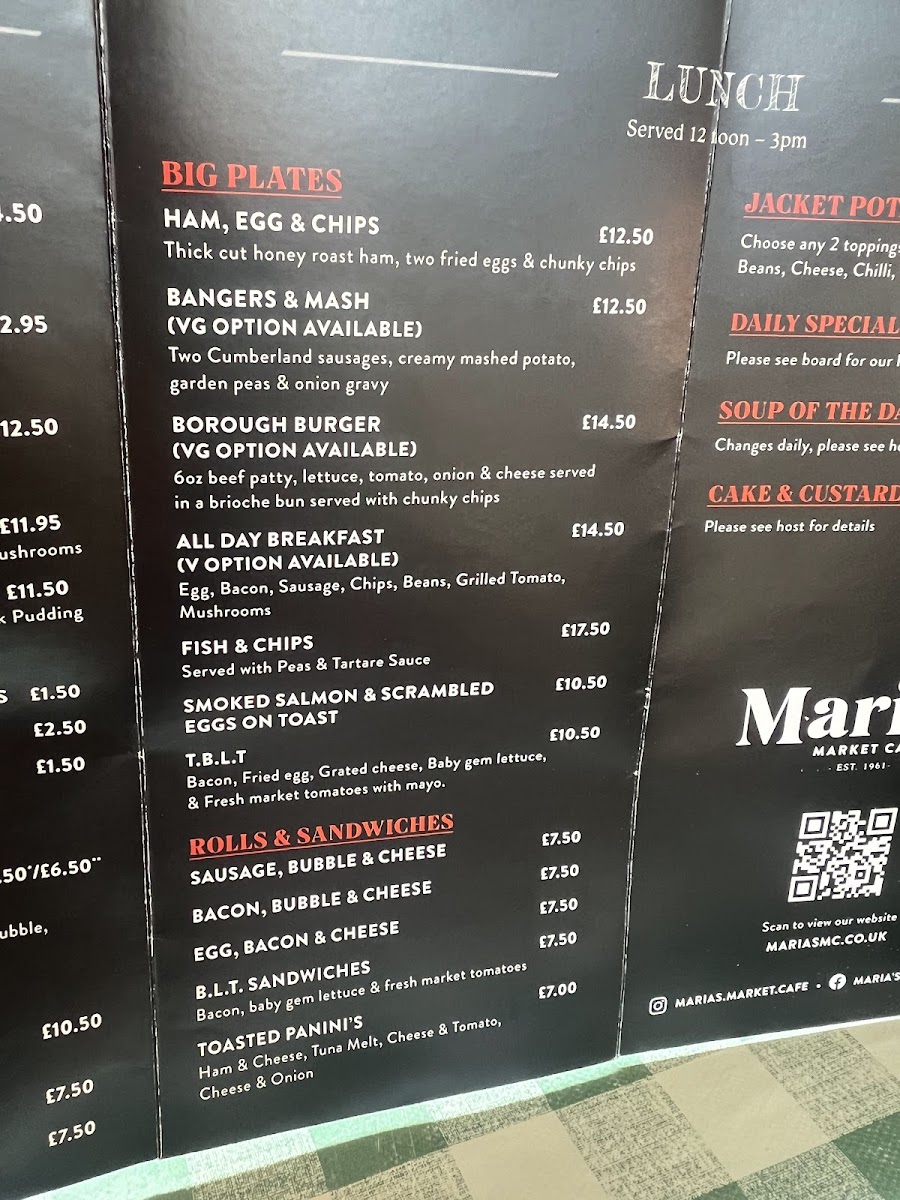 .50
2.95
12.50
£11.95
ushrooms
£11.50
k Pudding
S £1.50
£2.50
£1.50
.50*/£6.50**
ubble,
£10.50
£7.50
£7.50
LUNCH
Served 12 noon – 3pm
BIG PLATES
HAM, EGG & CHIPS £12.50
Thick cut honey roast ham, two fried eggs & chunky chips
BANGERS & MASH £12.50
(VG OPTION AVAILABLE)
Two Cumberland sausages, creamy mashed potato,
garden peas & onion gravy
BOROUGH BURGER £14.50
(VG OPTION AVAILABLE)
6oz beef patty, lettuce, tomato, onion & cheese served
in a brioche bun served with chunky chips
ALL DAY BREAKFAST £14.50
(V OPTION AVAILABLE)
Egg, Bacon, Sausage, Chips, Beans, Grilled Tomato,
Mushrooms
FISH & CHIPS £17.50
Served with Peas & Tartare Sauce
SMOKED SALMON & SCRAMBLED £10.50
EGGS ON TOAST
T.B.L.T £10.50
Bacon, Fried egg, Grated cheese, Baby gem lettuce,
& Fresh market tomatoes with mayo.
ROLLS & SANDWICHES
SAUSAGE, BUBBLE & CHEESE £7.50
BACON, BUBBLE & CHEESE £7.50
EGG, BACON & CHEESE £7.50
B.L.T. SANDWICHES £7.50
Bacon, baby gem lettuce & fresh market tomatoes
TOASTED PANINI'S £7.00
Ham & Cheese, Tuna Melt, Cheese & Tomato,
Cheese & Onion
JACKET POT
Choose any 2 toppings
Beans, Cheese, Chilli,
DAILY SPECIAL
Please see board for our
SOUP OF THE DA
Changes daily, please see ho
CAKE & CUSTARD
Please see host for details
Mari
MARKET CA
- EST. 1961-
Scan to view our website
MARIASMC.CO.UK
MARIAS.MARKET.CAFE • MARIA'S